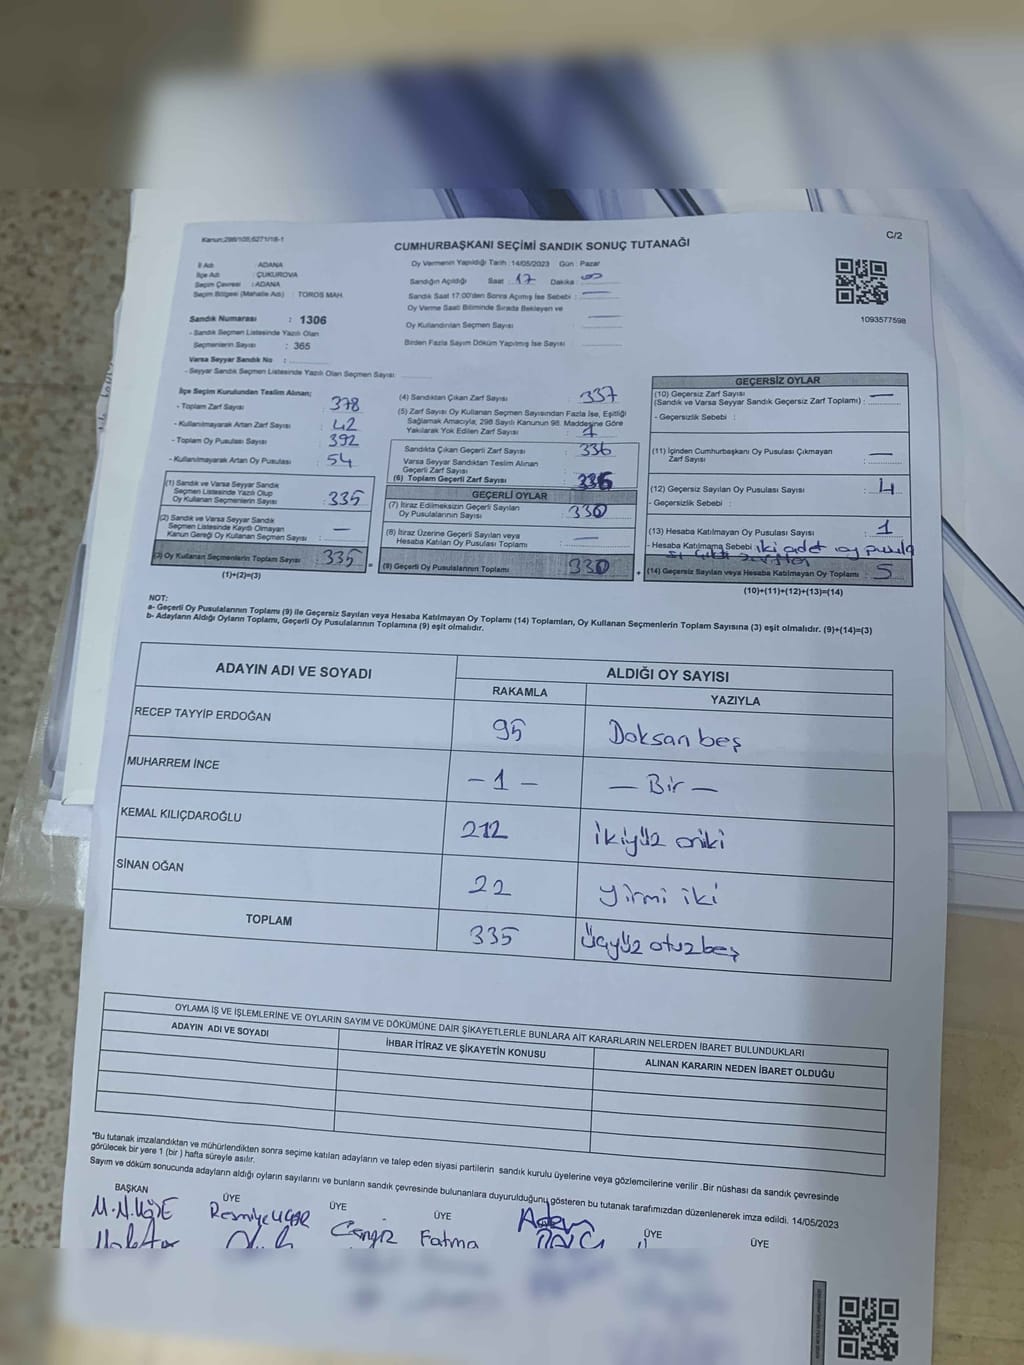 Kanun:298/105;6271/18-1
C/2
CUMHURBAŞKANI SEÇİMİ SANDIK SONUÇ TUTANAĞI
İl Adı : ADANA
İlçe Adı : ÇUKUROVA
Seçim Çevresi : ADANA
Seçim Bölgesi (Mahalle Adı) : TOROS MAH.
Sandık Numarası : 1306
- Sandık Seçmen Listesinde Yazılı Olan
Seçmenlerin Sayısı : 365
Varsa Seyyar Sandık No :
- Seyyar Sandık Seçmen Listesinde Yazılı Olan Seçmen Sayısı
Oy Vermenin Yapıldığı Tarih : 14/05/2023 Gün : Pazar
Sandığın Açıldığı Saat : 17 Dakika :
Sandık Saat 17:00'den Sonra Açımış İse Sebebi :
Oy Verme Saati Bitiminde Sırada Bekleyen ve
Oy Kullandırılan Seçmen Sayısı :
Birden Fazla Sayım Döküm Yapılmış İse Sayısı :
1093577598
İlçe Seçim Kurulundan Teslim Alınan;
- Toplam Zarf Sayısı : 378
- Kullanılmayarak Artan Zarf Sayısı : 42
- Toplam Oy Pusulası Sayısı : 392
- Kullanılmayarak Artan Oy Pusulası : 54
(1) Sandık ve Varsa Seyyar Sandık
Seçmen Listesinde Yazılı Olup
Oy Kullanan Seçmenlerin Sayısı : 335
(2) Sandık ve Varsa Seyyar Sandık
Seçmen Listesinde Kayıtlı Olmayan
Kanun Gereği Oy Kullanan Seçmen Sayısı : —
(3) Oy Kullanan Seçmenlerin Toplam Sayısı : 335
(1)+(2)=(3)
(4) Sandıktan Çıkan Zarf Sayısı : 337
(5) Zarf Sayısı Oy Kullanan Seçmen Sayısından Fazla İse, Eşitliği
Sağlamak Amacıyla; 298 Sayılı Kanunun 98. Maddesine Göre
Yakılarak Yok Edilen Zarf Sayısı : 1
Sandıkta Çıkan Geçerli Zarf Sayısı : 336
Varsa Seyyar Sandıktan Teslim Alınan
Geçerli Zarf Sayısı :
(6) Toplam Geçerli Zarf Sayısı : 336
GEÇERLİ OYLAR
(7) İtiraz Edilmeksizin Geçerli Sayılan
Oy Pusulalarının Sayısı : 330
(8) İtiraz Üzerine Geçerli Sayılan veya
Hesaba Katılan Oy Pusulası Toplamı : —
(9) Geçerli Oy Pusulalarının Toplamı : 330
GEÇERSİZ OYLAR
(10) Geçersiz Zarf Sayısı
(Sandık ve Varsa Seyyar Sandık Geçersiz Zarf Toplamı) : —
- Geçersizlik Sebebi :
(11) İçinden Cumhurbaşkanı Oy Pusulası Çıkmayan
Zarf Sayısı : —
(12) Geçersiz Sayılan Oy Pusulası Sayısı : 4
- Geçersizlik Sebebi :
(13) Hesaba Katılmayan Oy Pusulası Sayısı : 1
- Hesaba Katılmama Sebebi : iki adet oy pusula
sı çıktı zarftan
(14) Geçersiz Sayılan veya Hesaba Katılmayan Oy Toplamı : 5
(10)+(11)+(12)+(13)=(14)
NOT:
a- Geçerli Oy Pusulalarının Toplamı (9) ile Geçersiz Sayılan veya Hesaba Katılmayan Oy Toplamı (14) Toplamları, Oy Kullanan Seçmenlerin Toplam Sayısına (3) eşit olmalıdır. (9)+(14)=(3)
b- Adayların Aldığı Oyların Toplamı, Geçerli Oy Pusulalarının Toplamına (9) eşit olmalıdır.
ADAYIN ADI VE SOYADI ALDIĞI OY SAYISI
RAKAMLA YAZIYLA
RECEP TAYYİP ERDOĞAN 95 Doksan beş
MUHARREM İNCE - 1 - — Bir —
KEMAL KILIÇDAROĞLU 212 ikiyüz oniki
SİNAN OĞAN 22 yirmi iki
TOPLAM 335 Üçyüz otuzbeş
OYLAMA İŞ VE İŞLEMLERİNE VE OYLARIN SAYIM VE DÖKÜMÜNE DAİR ŞİKAYETLERLE BUNLARA AİT KARARLARIN NELERDEN İBARET BULUNDUKLARI
ADAYIN ADI VE SOYADI İHBAR İTİRAZ VE ŞİKAYETİN KONUSU ALINAN KARARIN NEDEN İBARET OLDUĞU
*Bu tutanak imzalandıktan ve mühürlendikten sonra seçime katılan adayların ve talep eden siyasi partilerin sandık kurulu üyelerine veya gözlemcilerine verilir .Bir nüshası da sandık çevresinde
görülecek bir yere 1 (bir ) hafta süreyle asılır.
Sayım ve döküm sonucunda adayların aldığı oyların sayılarını ve bunların sandık çevresinde bulunanlara duyurulduğunu gösteren bu tutanak tarafımızdan düzenlenerek imza edildi. 14/05/2023
BAŞKAN ÜYE ÜYE ÜYE ÜYE ÜYE
Resmiye UÇAR Cengiz Fatma Adem